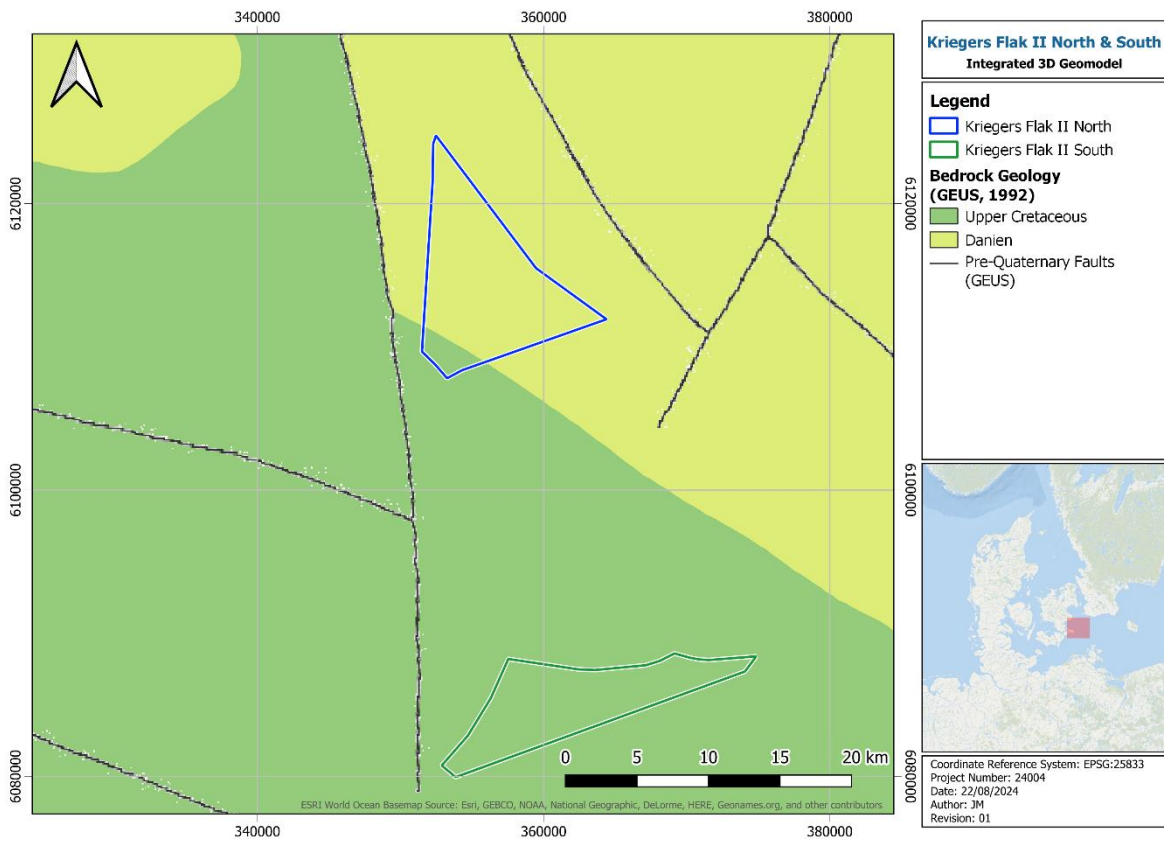 340000
360000
380000
6120000
6100000
6080000
6120000
6100000
6080000
0
5
10
15
20 km
ESRI World Ocean Basemap Source: Esri, GEBCO, NOAA, National Geographic, DeLorme, HERE, Geonames.org, and other contributors
340000
360000
380000
Kriegers Flak II North & South
Integrated 3D Geomodel
Legend
Kriegers Flak II North
Kriegers Flak II South
Bedrock Geology
(GEUS, 1992)
Upper Cretaceous
Danien
Pre-Quaternary Faults
(GEUS)
Coordinate Reference System: EPSG:25833
Project Number: 24004
Date: 22/08/2024
Author: JM
Revision: 01